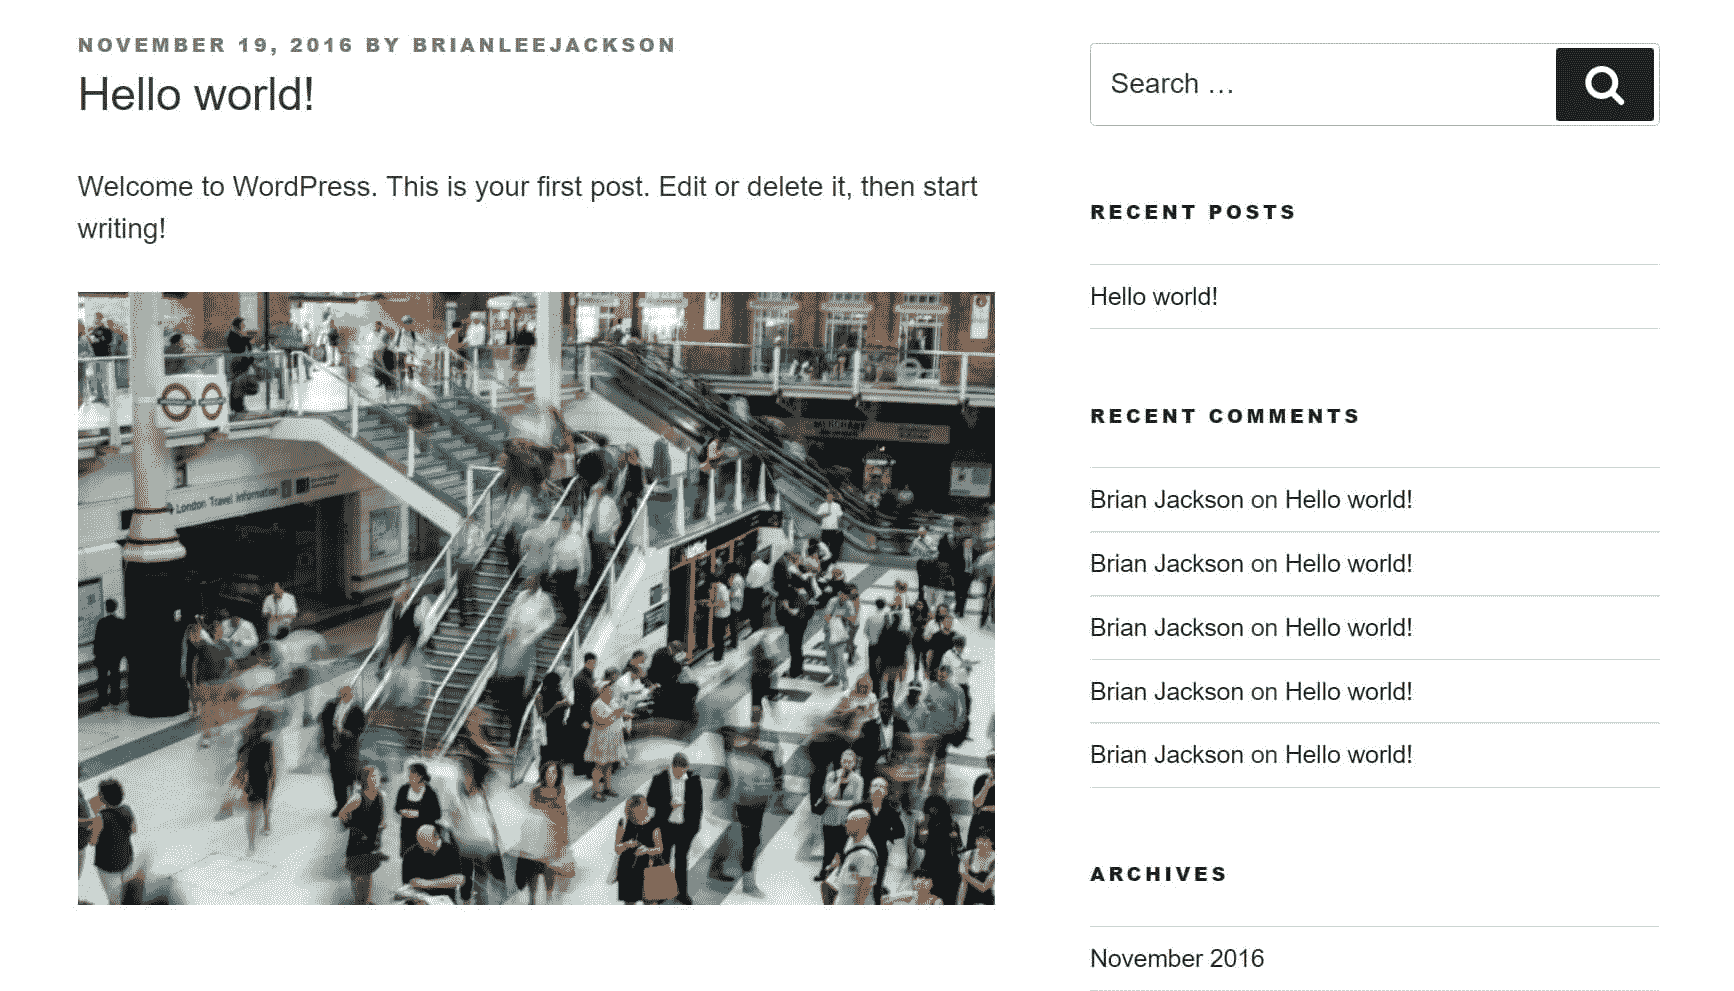 NOVEMBER 19, 2016 BY BRIANLEEJACKSON
Hello world!
Welcome to WordPress. This is your first post. Edit or delete it, then start
writing!
London Travel Information
Search …
RECENT POSTS
Hello world!
RECENT COMMENTS
Brian Jackson on Hello world!
Brian Jackson on Hello world!
Brian Jackson on Hello world!
Brian Jackson on Hello world!
Brian Jackson on Hello world!
ARCHIVES
November 2016